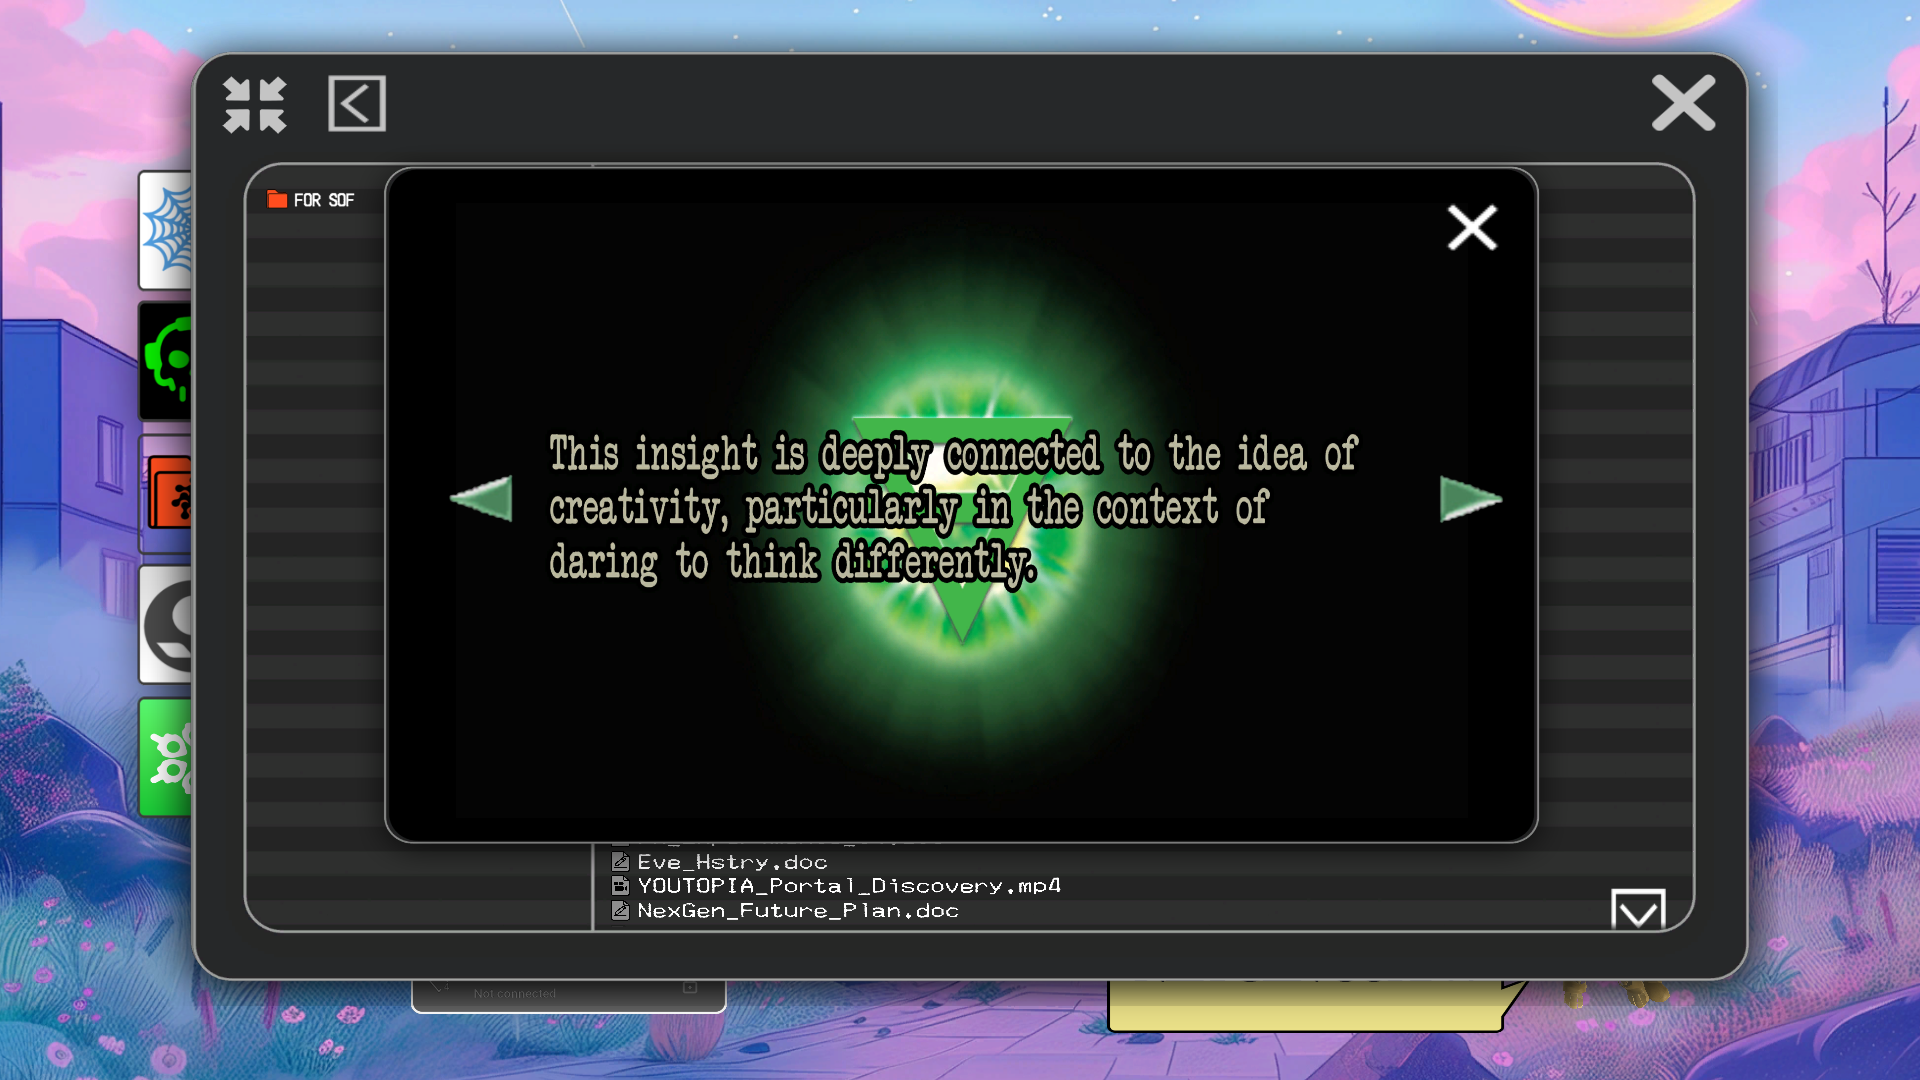 FOR SOF
This insight is deeply connected to the idea of
creativity, particularly in the context of
daring to think differently.
Eve_Hstry.doc
YOUTOPIA_Portal_Discovery.mp4
NexGen_Future_Plan.doc
Not connected